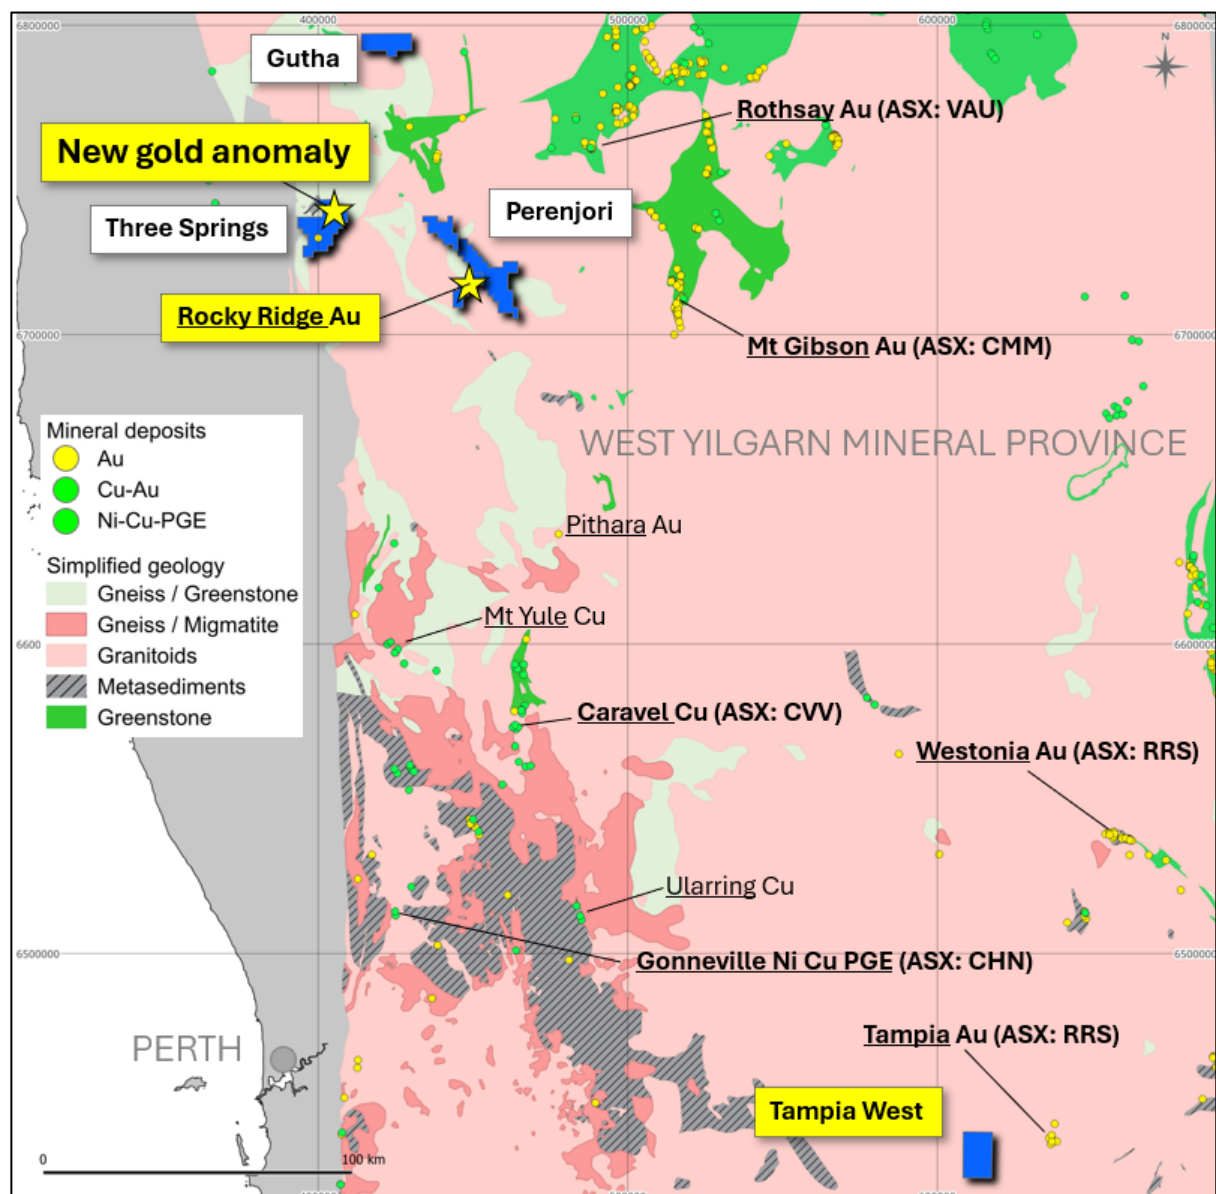 6800000
400000
500000
600000
6800000
N
Gutha
Rothsay Au (ASX: VAU)
New gold anomaly
Perenjori
Three Springs
Rocky Ridge Au
6700000
6700000
Mt Gibson Au (ASX: CMM)
Mineral deposits
Au
Cu-Au
Ni-Cu-PGE
Simplified geology
Gneiss / Greenstone
Gneiss / Migmatite
Granitoids
Metasediments
Greenstone
WEST YILGARN MINERAL PROVINCE
Pithara Au
Mt Yule Cu
6600
6600000
Caravel Cu (ASX: CVV)
Westonia Au (ASX: RRS)
Ularring Cu
6500000
Gonneville Ni Cu PGE (ASX: CHN)
6500000
PERTH
Tampia Au (ASX: RRS)
Tampia West
0
100 km